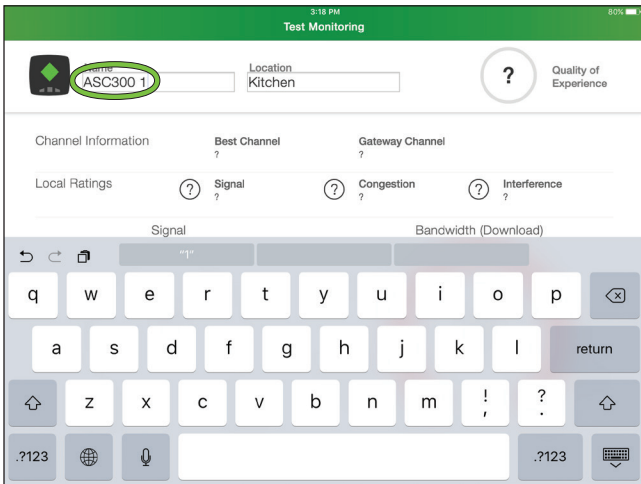 3:18 PM
80%
Test Monitoring
Name
Location
ASC300 1
Kitchen
?
Quality of
Experience
Channel Information
Best Channel
Gateway Channel
?
?
Local Ratings
?
Signal
?
Congestion
?
Interference
?
?
?
Signal
Bandwidth (Download)
"1"
q w e r t y u i o p
a s d f g h j k l return
z x c v b n m ! , ? .
.?123 .?123